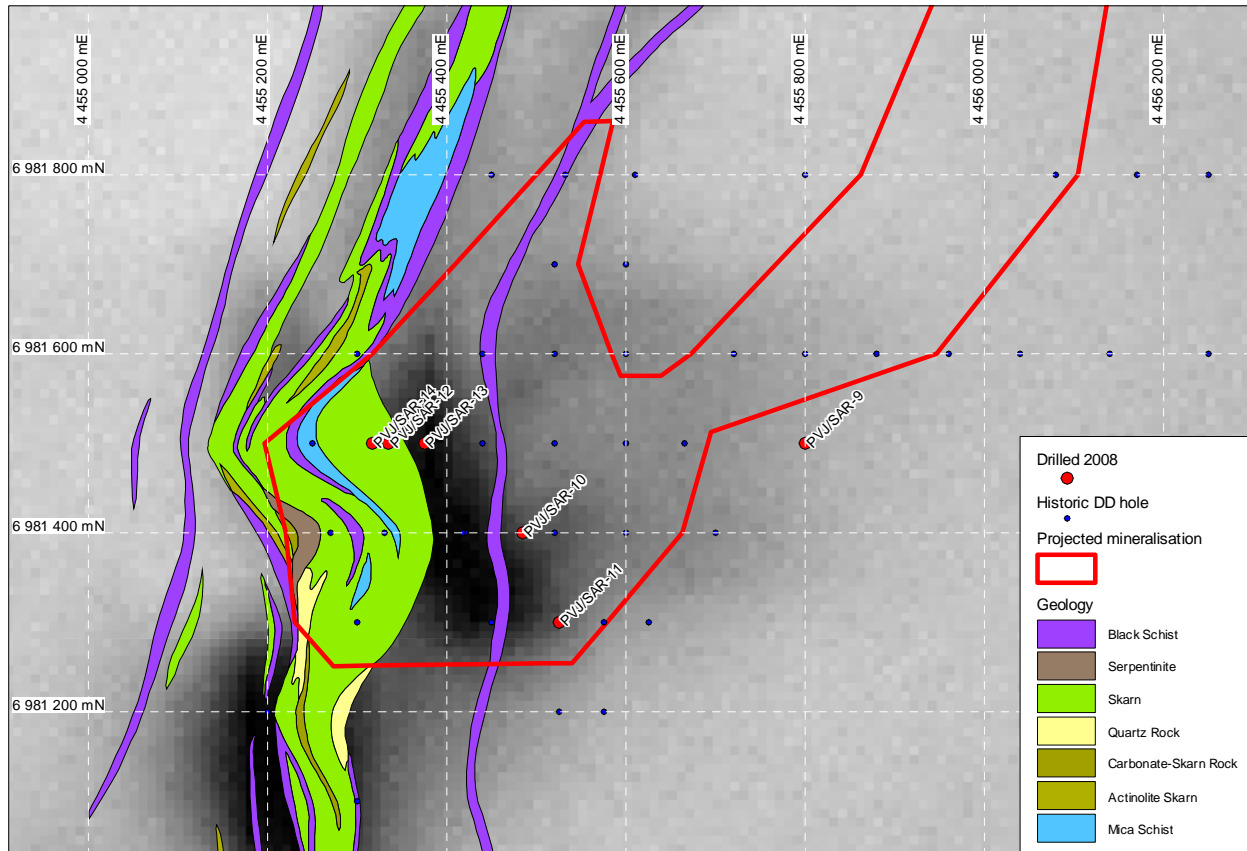 4 455 000 mE
4 455 200 mE
4 455 400 mE
4 455 600 mE
4 455 800 mE
4 456 000 mE
4 456 200 mE
6 981 800 mN
6 981 600 mN
PVJ/SAR-14
PVJ/SAR-12
PVJ/SAR-13
PVJ/SAR-9
PVJ/SAR-10
6 981 400 mN
PVJ/SAR-11
6 981 200 mN
Drilled 2008
Historic DD hole
Projected mineralisation
Geology
Black Schist
Serpentinite
Skarn
Quartz Rock
Carbonate-Skarn Rock
Actinolite Skarn
Mica Schist